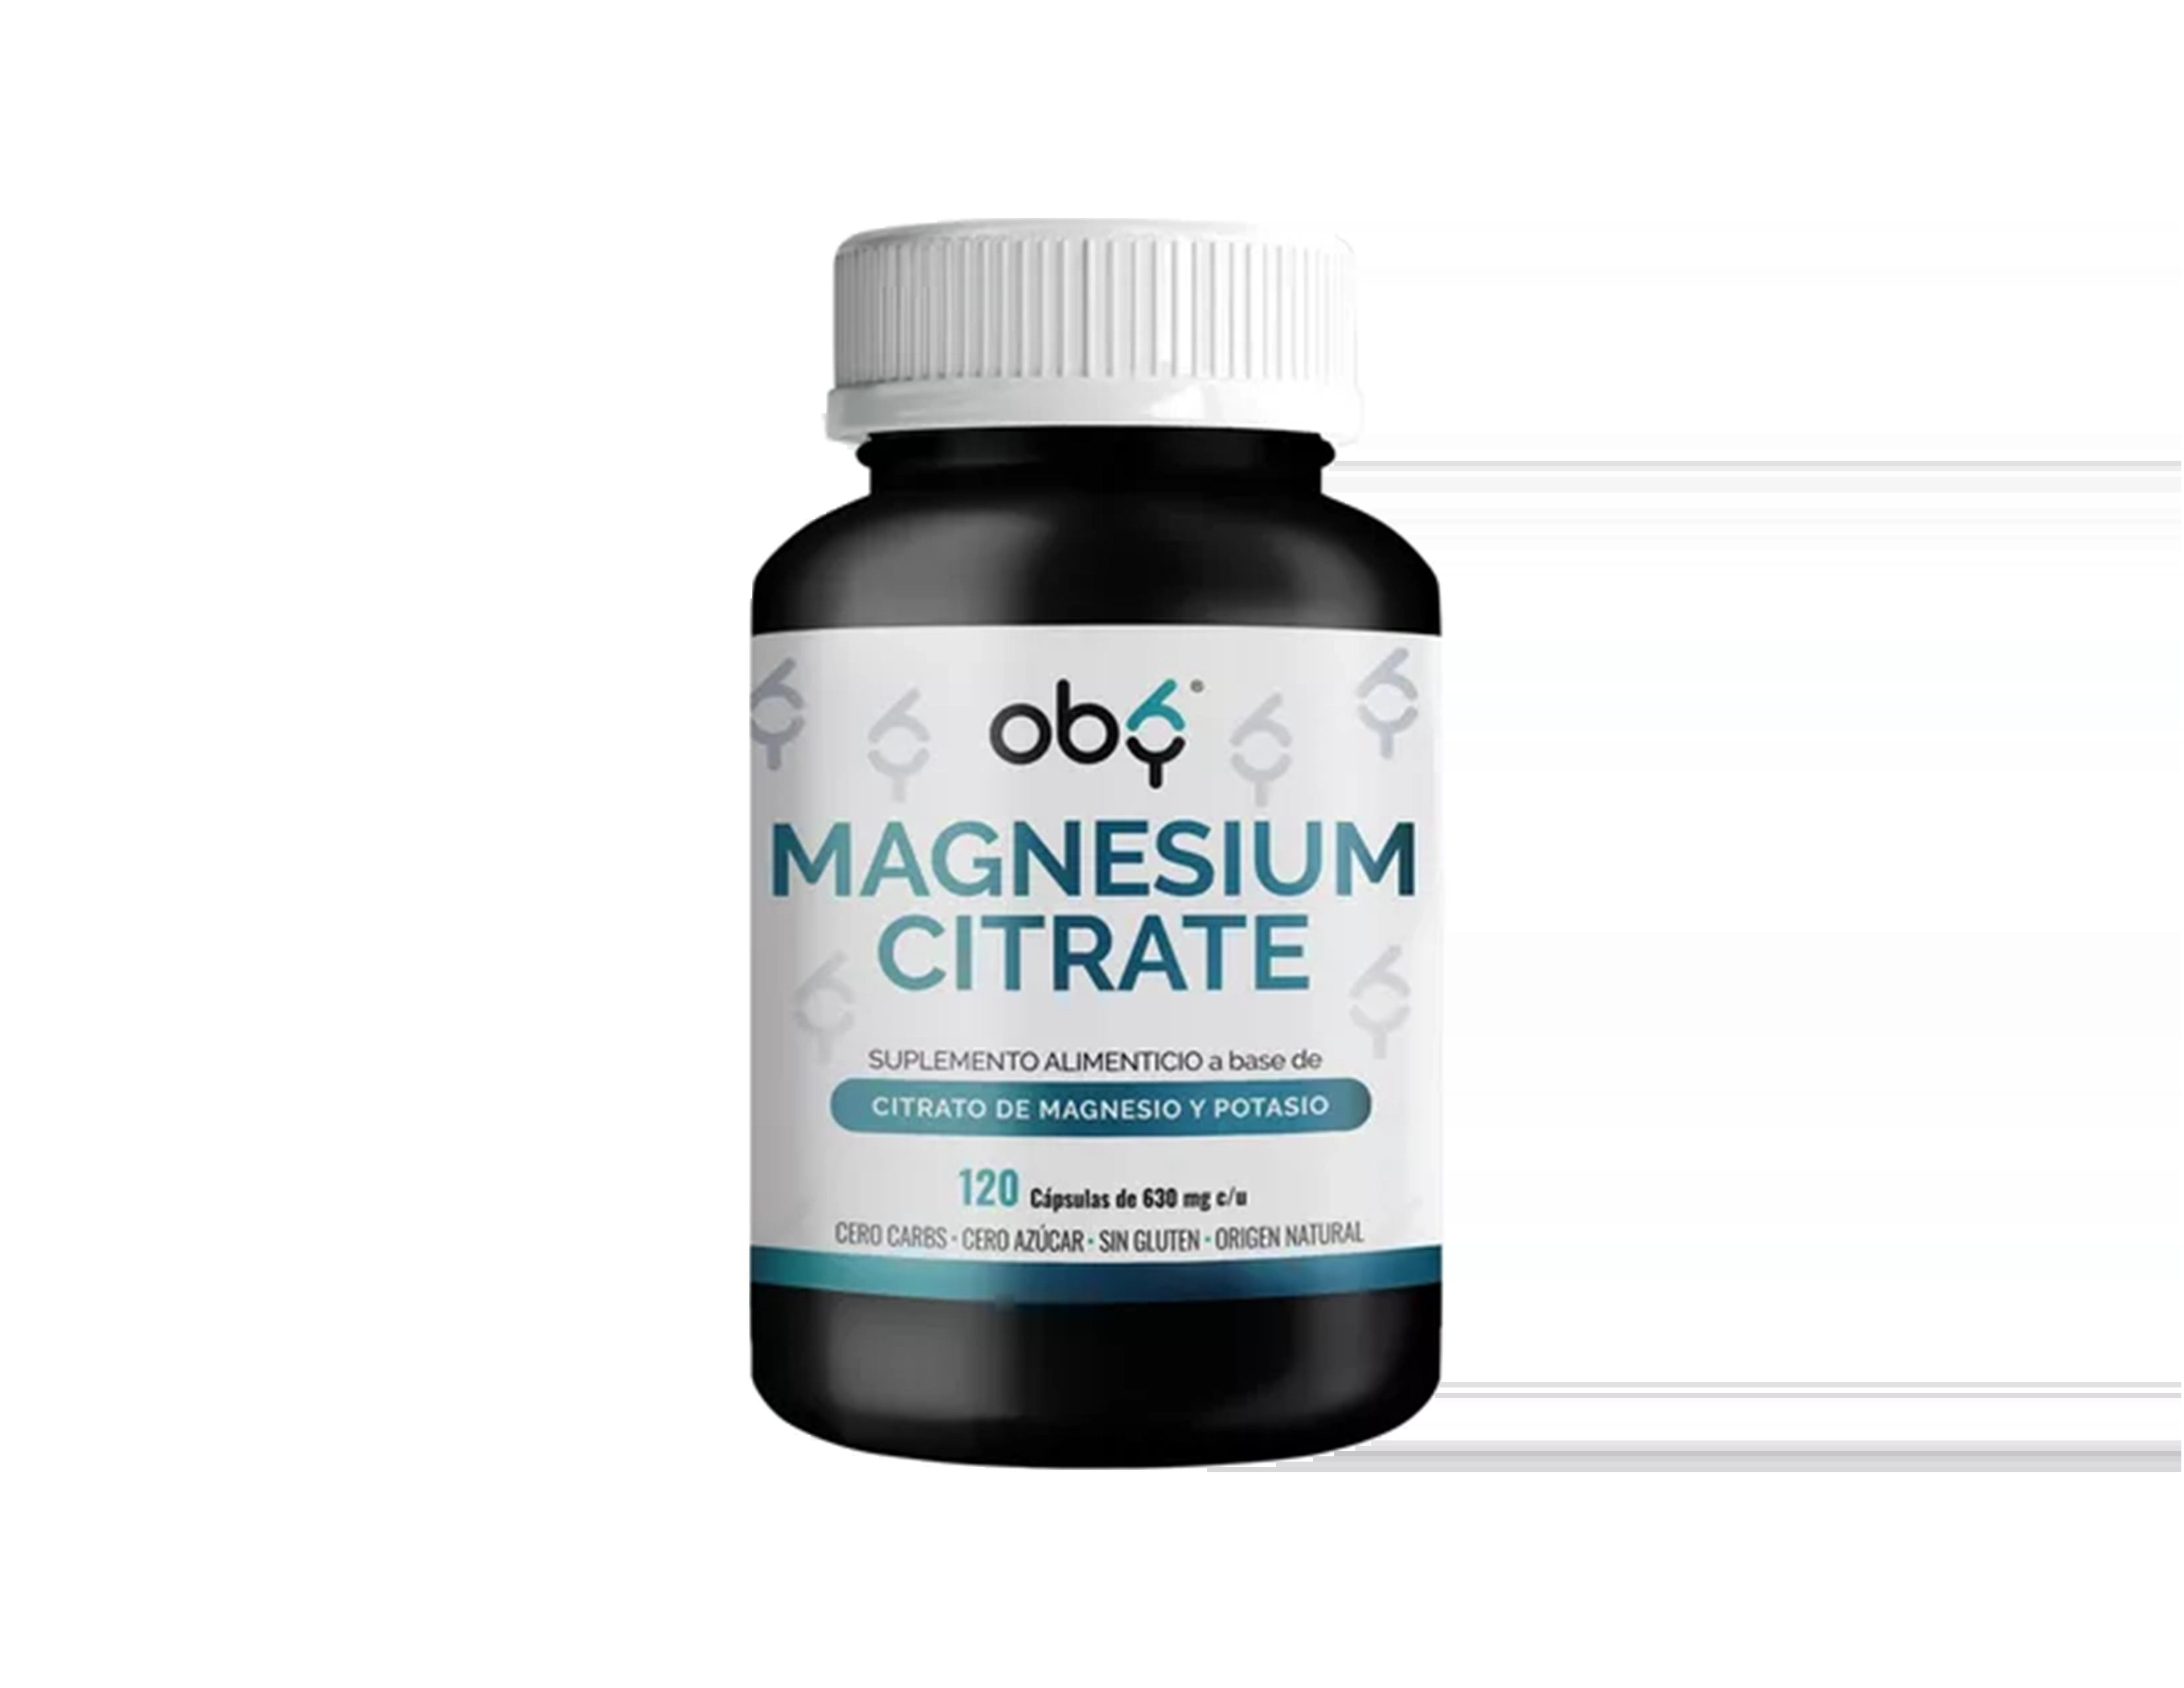 oby®
MAGNESIUM
CITRATE
SUPLEMENTO ALIMENTICIO a base de
CITRATO DE MAGNESIO Y POTASIO
120 Cápsulas de 630 mg c/u
CERO CARBS · CERO AZÚCAR · SIN GLUTEN · ORIGEN NATURAL